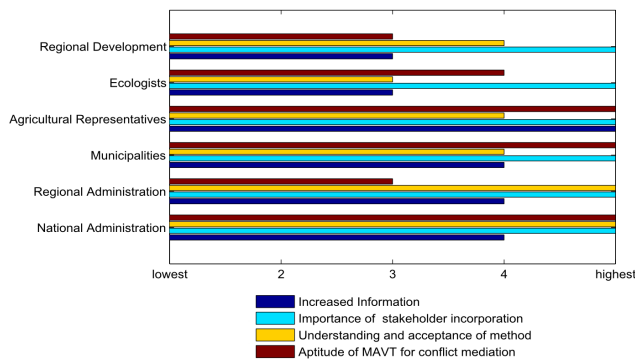 Regional Development
Ecologists
Agricultural Representatives
Municipalities
Regional Administration
National Administration
lowest 2 3 4 highest
Increased Information
Importance of stakeholder incorporation
Understanding and acceptance of method
Aptitude of MAVT for conflict mediation